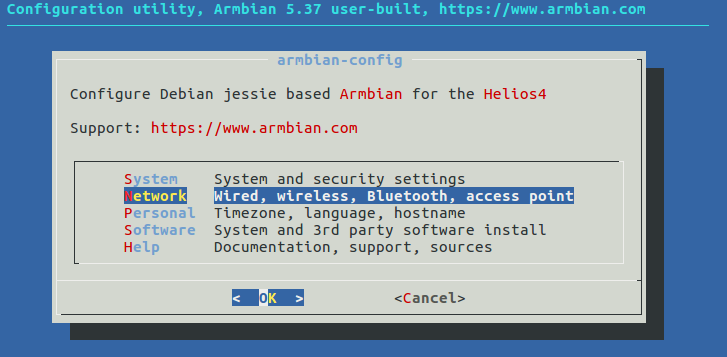 Configuration utility, Armbian 5.37 user-built, https://www.armbian.com
armbian-config
Configure Debian jessie based Armbian for the Helios4
Support: https://www.armbian.com
System System and security settings
Network Wired, wireless, Bluetooth, access point
Personal Timezone, language, hostname
Software System and 3rd party software install
Help Documentation, support, sources
< OK > <Cancel>